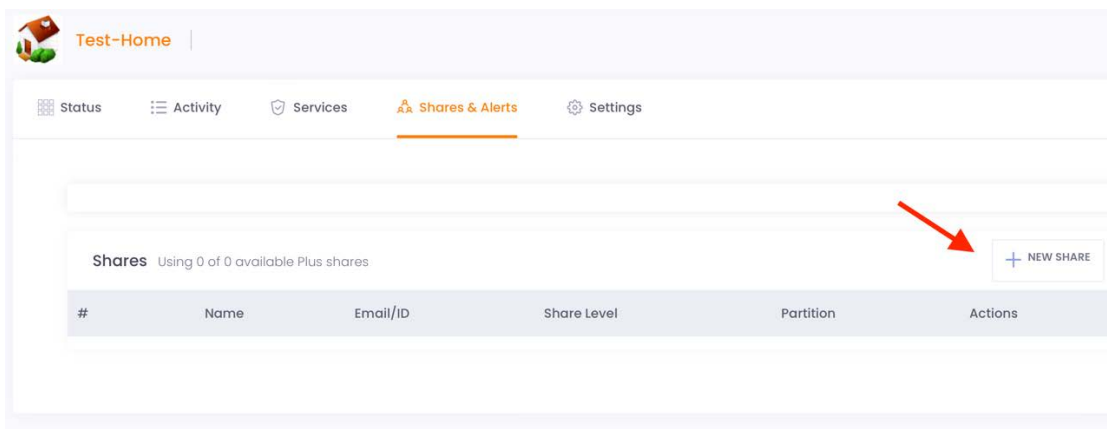 Test-Home
Status Activity Services Shares & Alerts Settings
Shares Using 0 of 0 available Plus shares
NEW SHARE
# Name Email/ID Share Level Partition Actions